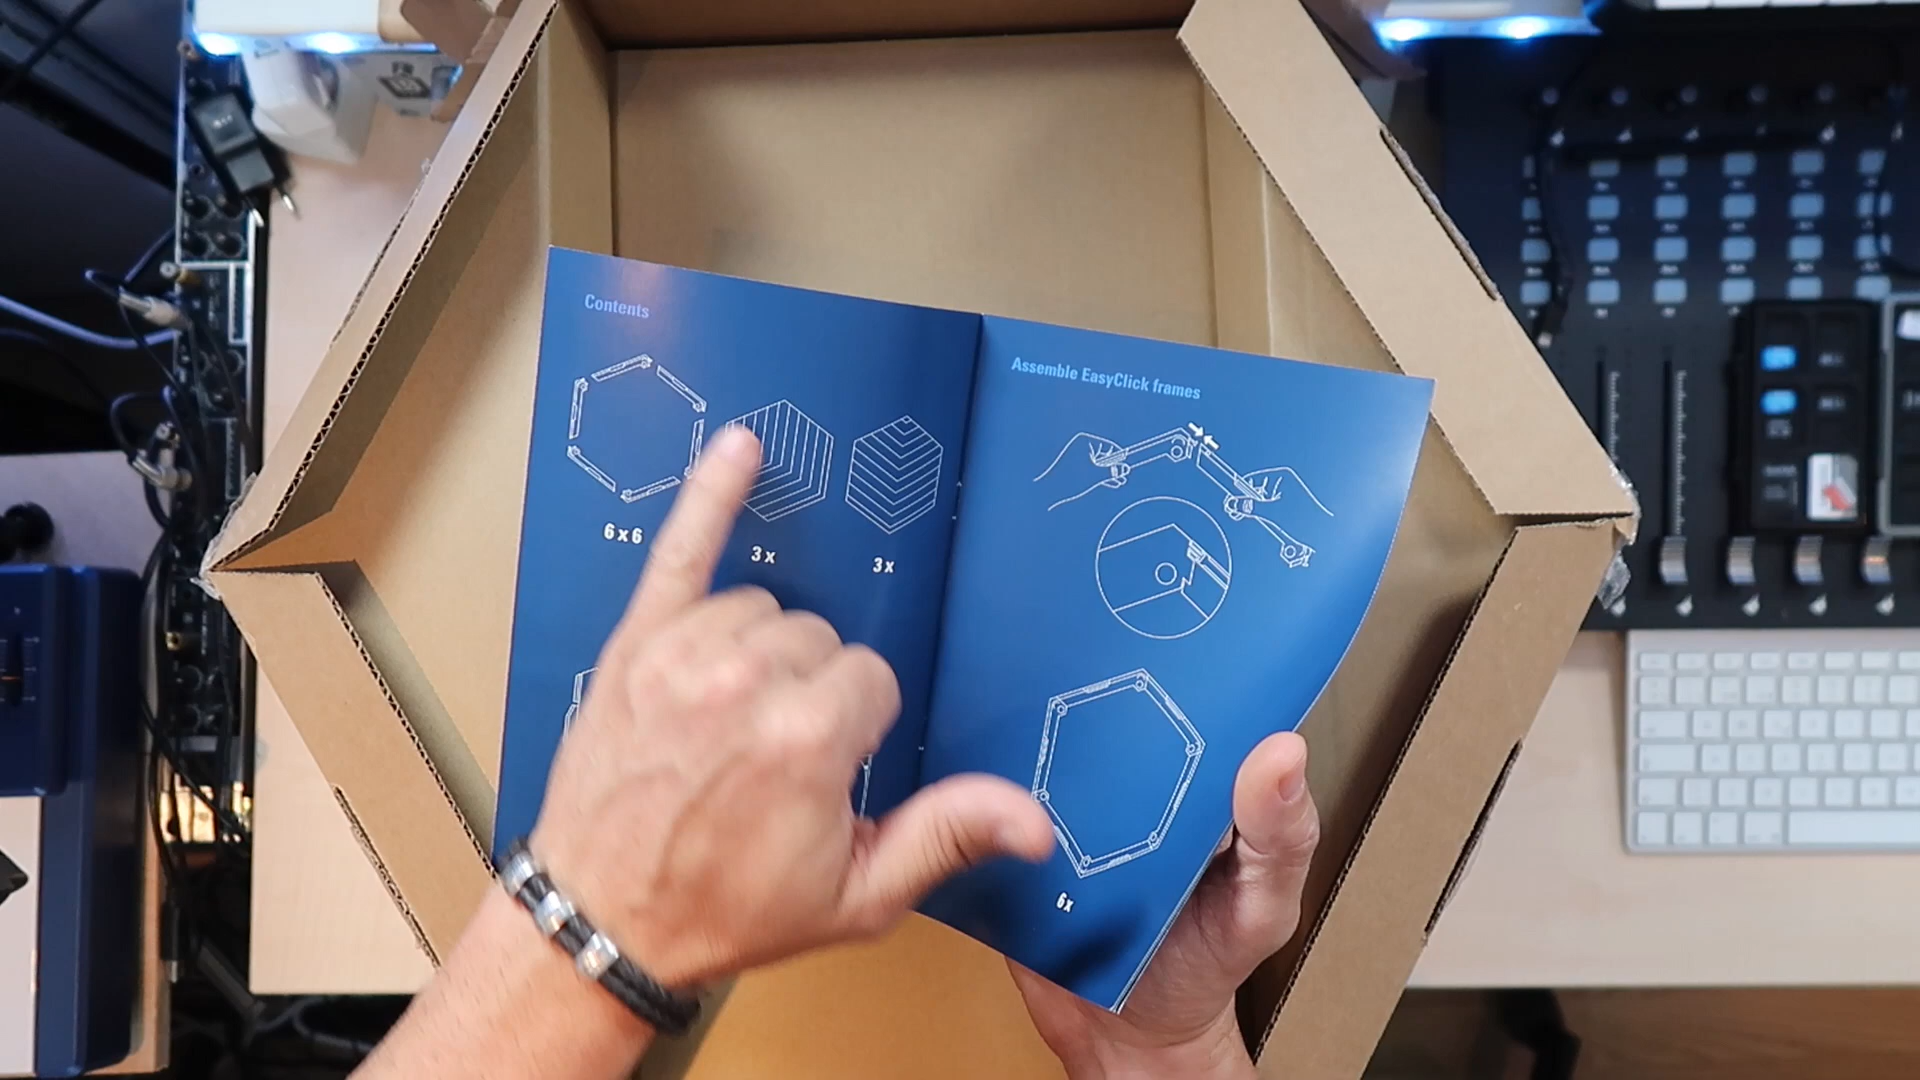 Contents
6 x 6
3 x
3 x
Assemble EasyClick frames
6x